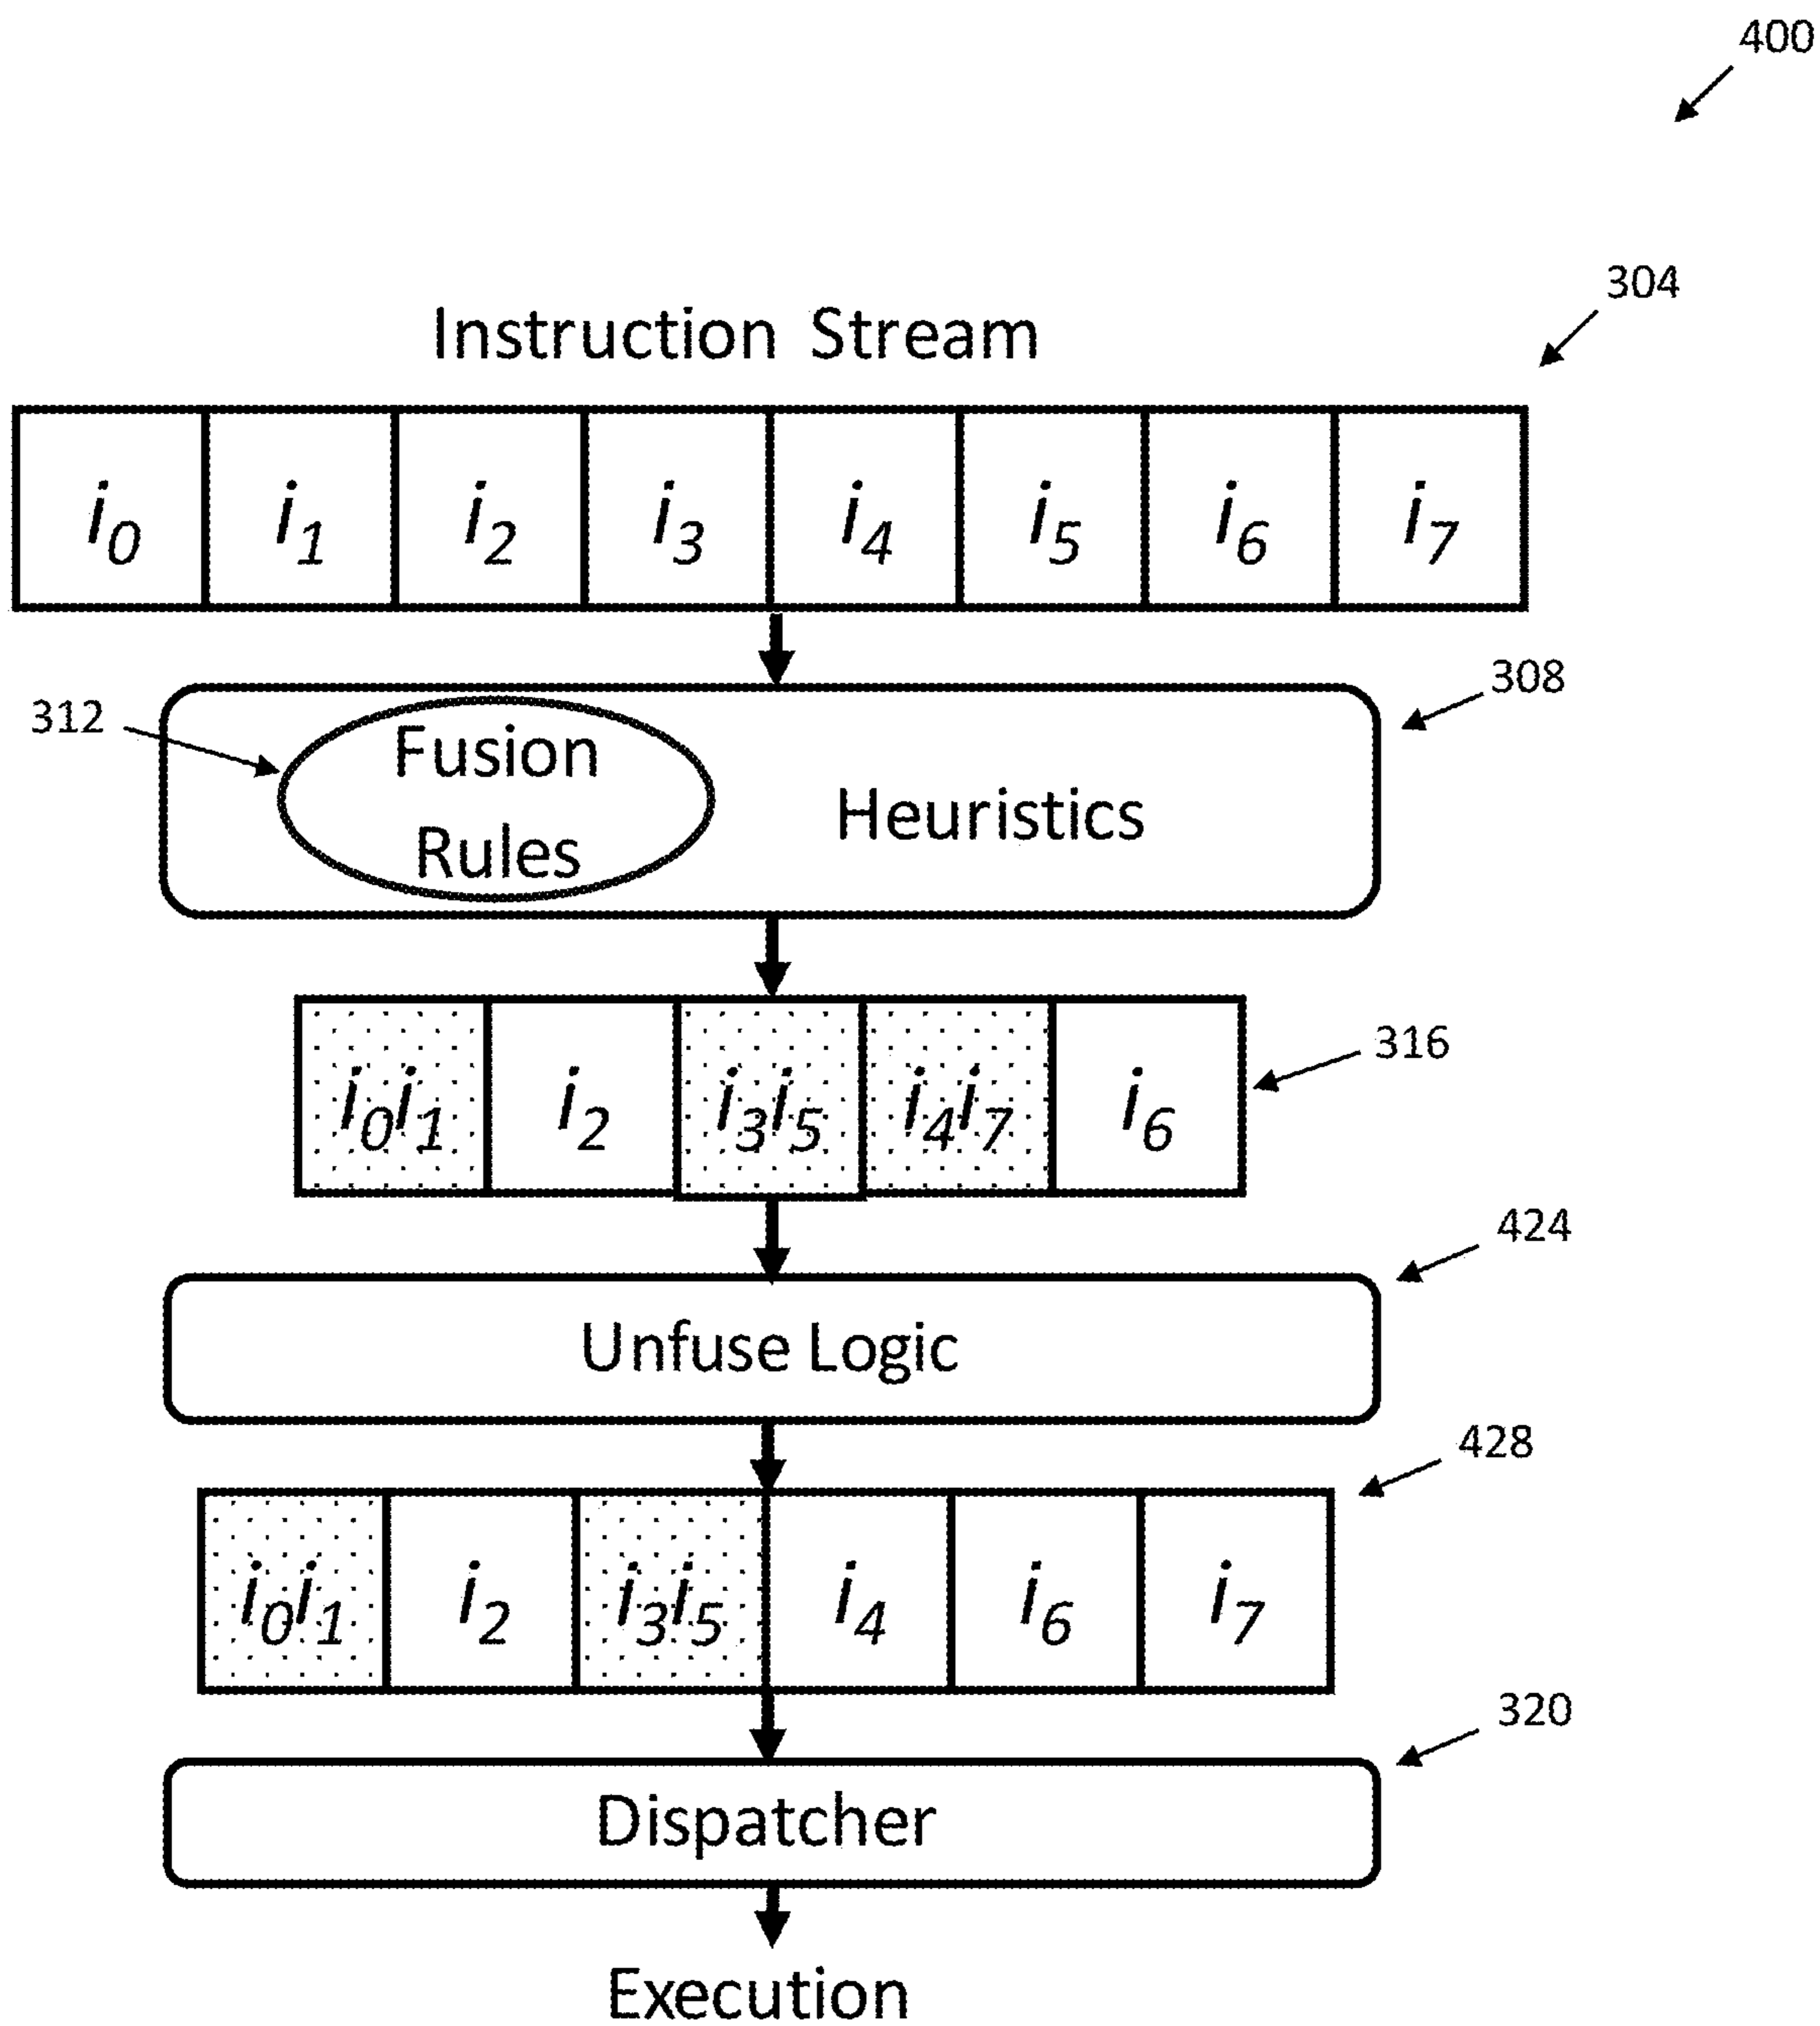 400
304
Instruction Stream
i₀ i₁ i₂ i₃ i₄ i₅ i₆ i₇
308
312
Fusion
Rules
Heuristics
316
i₀i₁ i₂ i₃i₅ i₄i₇ i₆
424
Unfuse Logic
428
i₀i₁ i₂ i₃i₅ i₄ i₆ i₇
320
Dispatcher
Execution